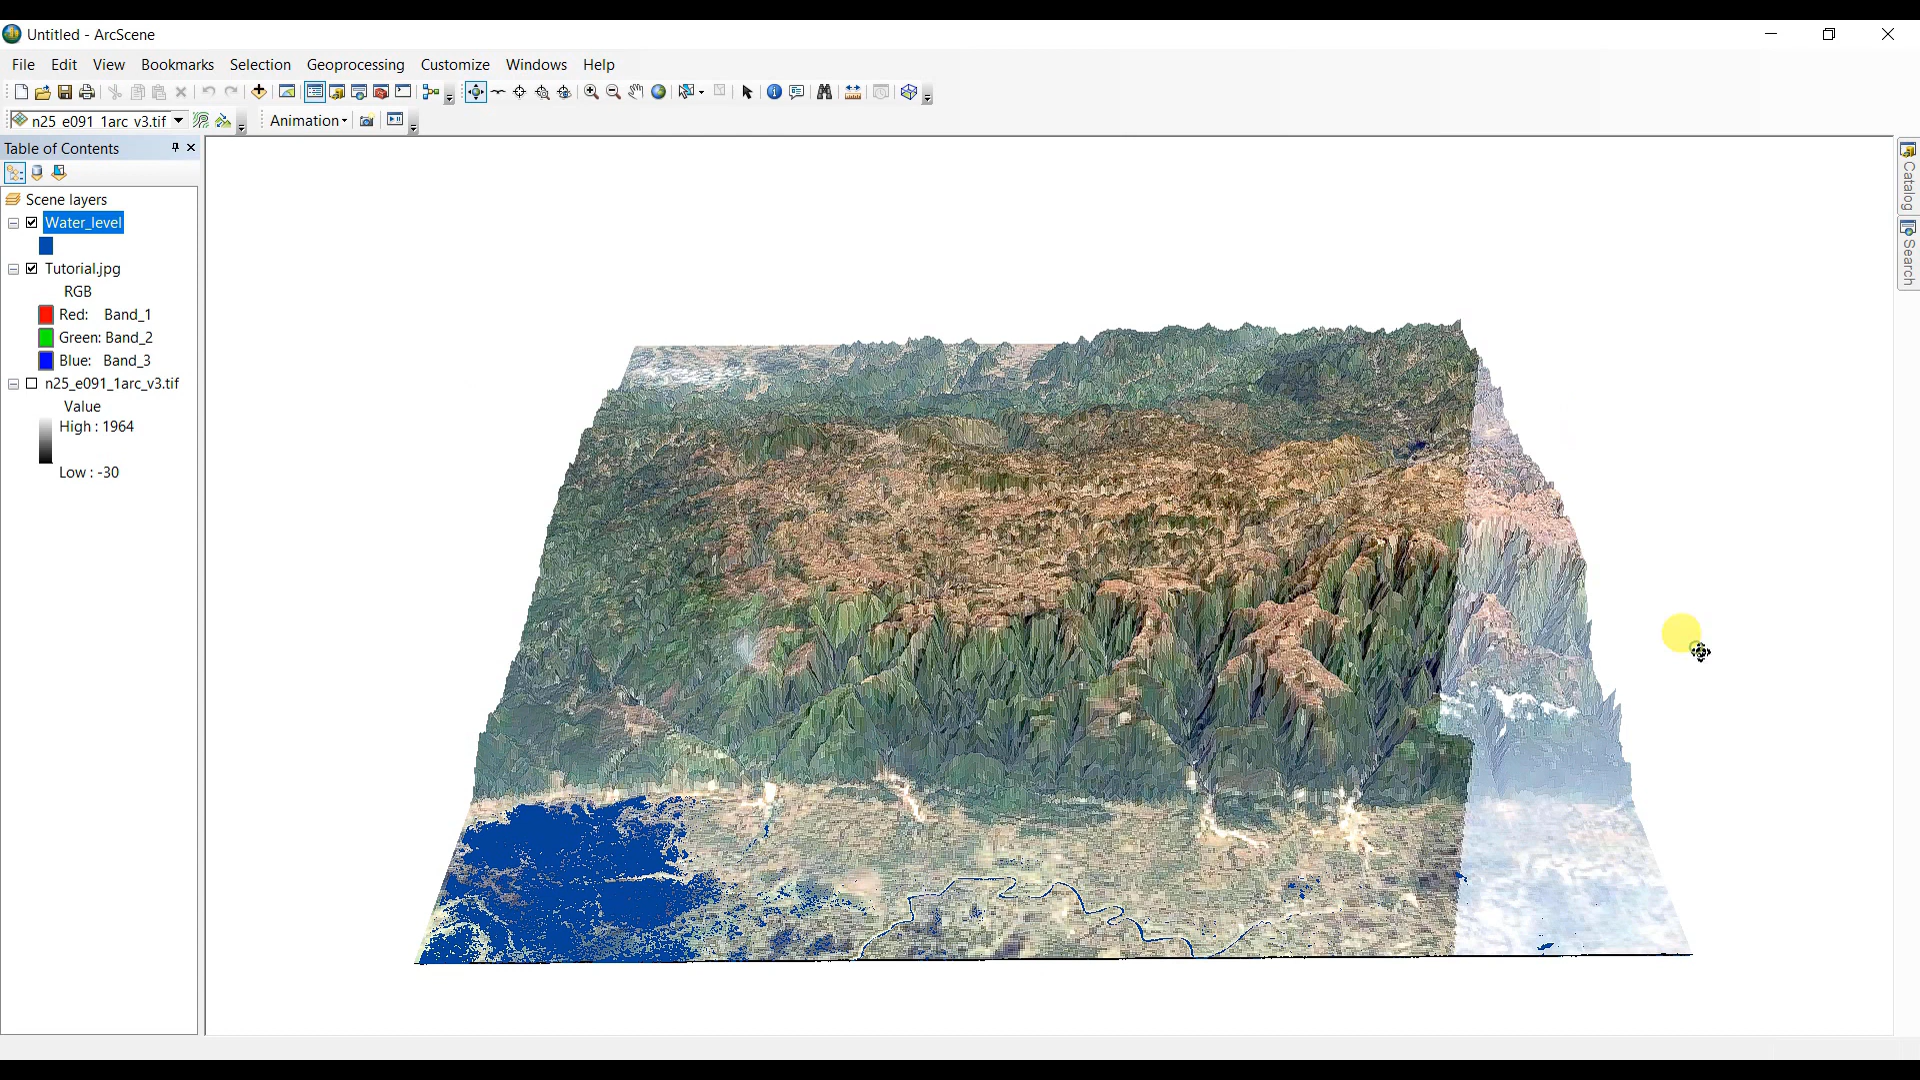 Untitled - ArcScene
File Edit View Bookmarks Selection Geoprocessing Customize Windows Help
n25 e091 1arc v3.tif Animation
Table of Contents
Scene layers
Water_level
Tutorial.jpg
RGB
Red: Band_1
Green: Band_2
Blue: Band_3
n25_e091_1arc_v3.tif
Value
High : 1964
Low : -30
Catalog
Search